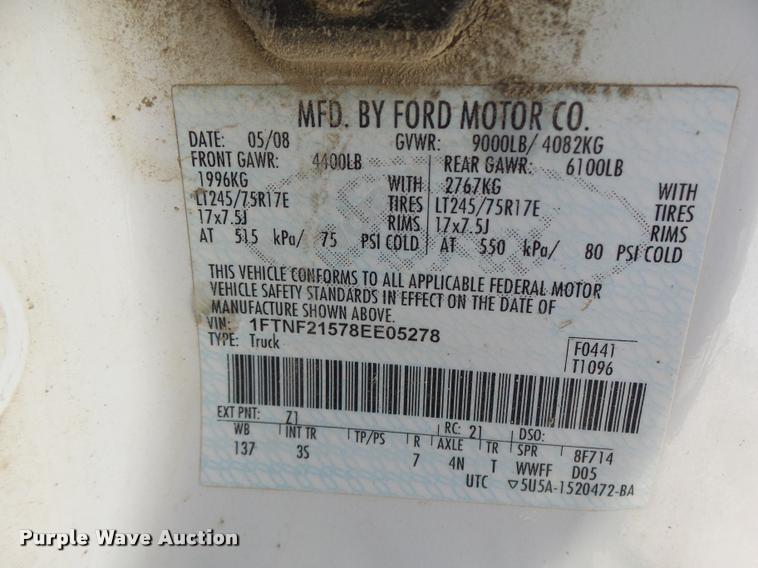 MFD. BY FORD MOTOR CO.
DATE: 05/08 GVWR: 9000LB/ 4082KG
FRONT GAWR: 4400LB REAR GAWR: 6100LB
1996KG WITH 2767KG WITH
LT245/75R17E TIRES LT245/75R17E TIRES
17x7.5J RIMS 17x7.5J RIMS
AT 515 kPa/ 75 PSI COLD AT 550 kPa/ 80 PSI COLD
THIS VEHICLE CONFORMS TO ALL APPLICABLE FEDERAL MOTOR
VEHICLE SAFETY STANDARDS IN EFFECT ON THE DATE OF
MANUFACTURE SHOWN ABOVE.
VIN: 1FTNF21578EE05278
TYPE: Truck
F0441
T1096
EXT PNT: Z1 RC: 21 DSO:
WB INT TR TP/PS R AXLE TR SPR 8F714
137 3S 7 4N T WWFF D05
UTC ▽5U5A-1520472-BA
Purple Wave Auction